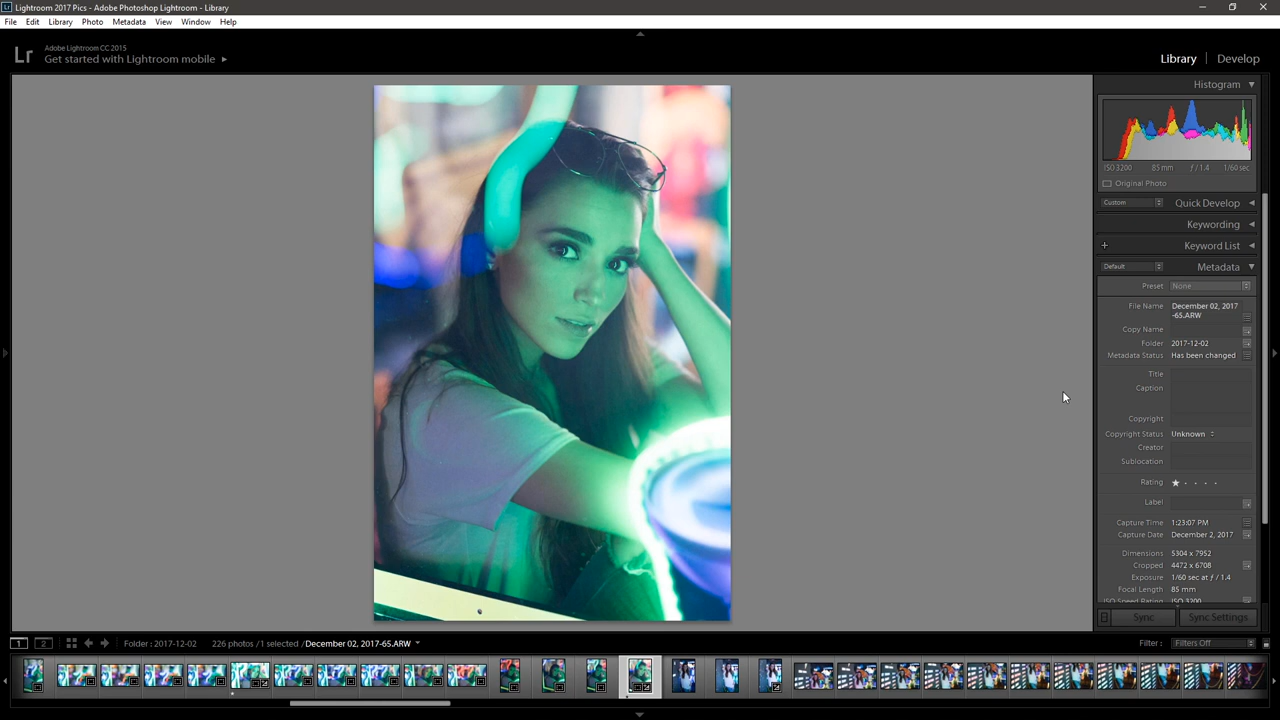 Lightroom 2017 Pics - Adobe Photoshop Lightroom - Library
File Edit Library Photo Metadata View Window Help
Lr
Adobe Lightroom CC 2015
Get started with Lightroom mobile
Library | Develop
Histogram
ISO 3200 85 mm ƒ / 1.4 1/60 sec
Original Photo
Custom Quick Develop
Keywording
+ Keyword List
Default Metadata
Preset None
File Name December 02, 2017
-65.ARW
Copy Name
Folder 2017-12-02
Metadata Status Has been changed
Title
Caption
Copyright
Copyright Status Unknown
Creator
Sublocation
Rating
Label
Capture Time 1:23:07 PM
Capture Date December 2, 2017
Dimensions 5304 x 7952
Cropped 4472 x 6708
Exposure 1/60 sec at ƒ / 1.4
Focal Length 85 mm
ISO Speed Rating ISO 3200
Sync Sync Settings
1 2 Folder : 2017-12-02 226 photos / 1 selected / December 02, 2017-65.ARW Filter : Filters Off